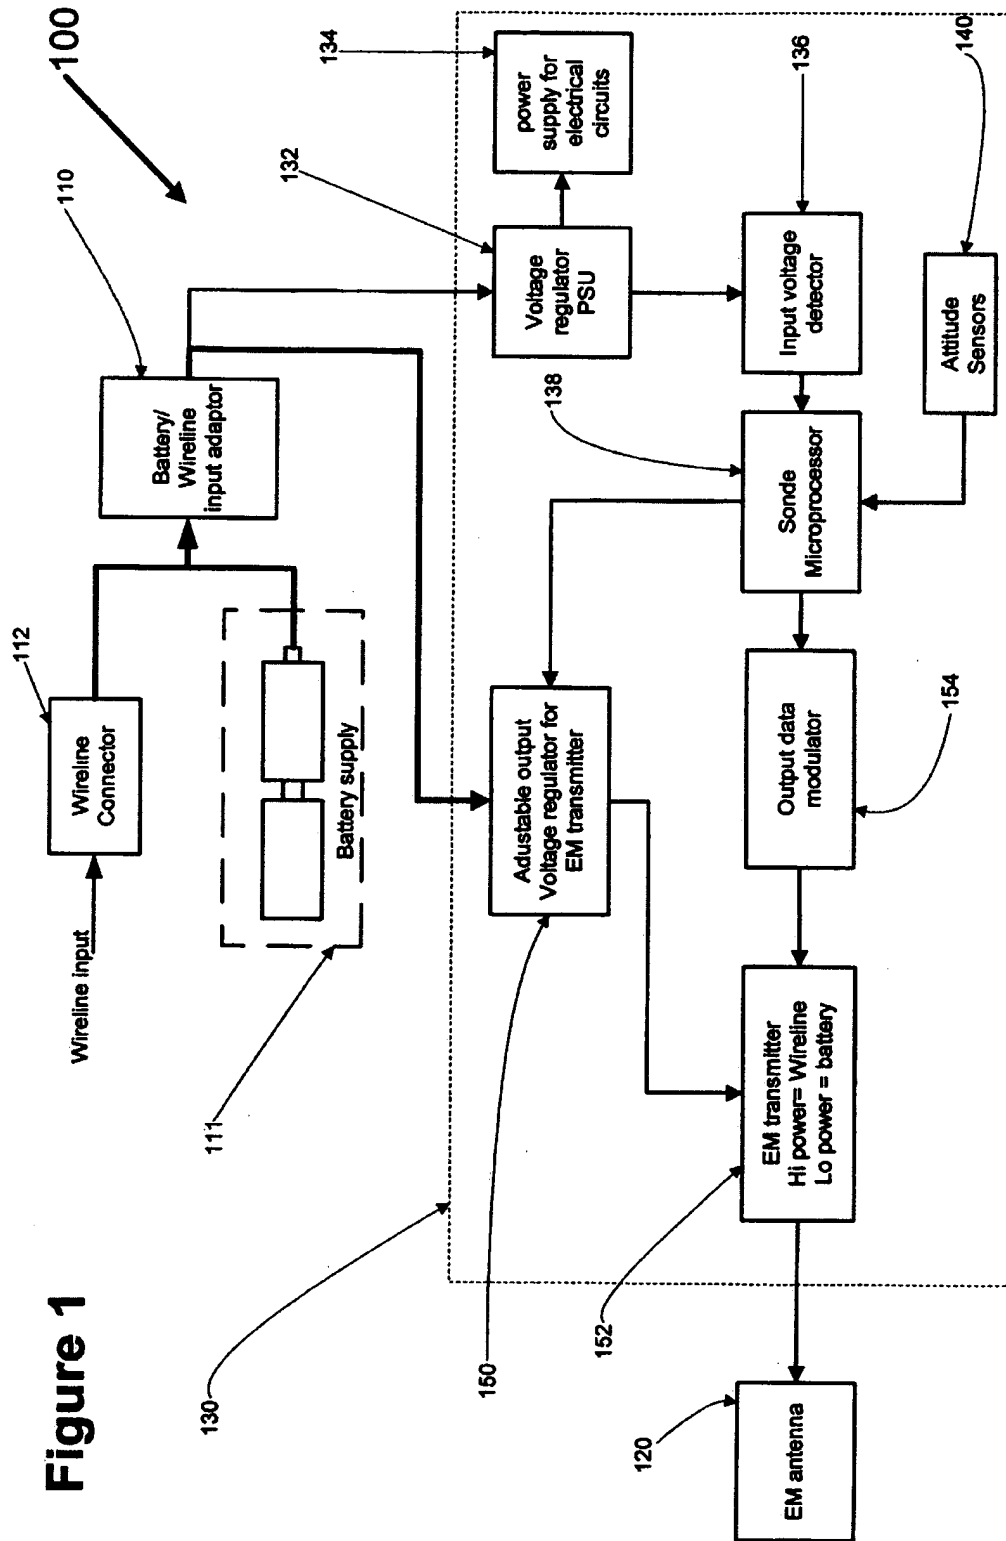 Figure 1
100
110
Battery/
Wireline
input adaptor
112
Wireline
Connector
Wireline input
Battery supply
111
130
132
Voltage
regulator
PSU
134
power
supply for
electrical
circuits
136
Input voltage
detector
140
Attitude
Sensors
138
Sonde
Microprocessor
Adustable output
Voltage regulator for
EM transmitter
150
Output data
modulator
154
EM transmitter
Hi power= Wireline
Lo power = battery
152
EM antenna
120